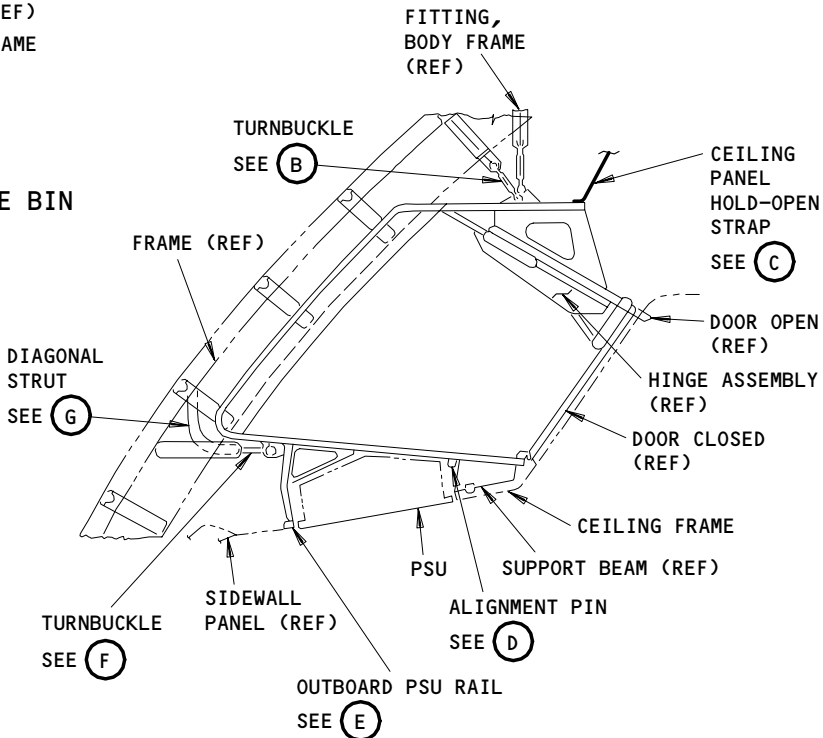 EF)
AME
FITTING,
BODY FRAME
(REF)
TURNBUCKLE
SEE B
CEILING
PANEL
HOLD-OPEN
STRAP
SEE C
E BIN
FRAME (REF)
DOOR OPEN
(REF)
DIAGONAL
STRUT
SEE G
HINGE ASSEMBLY
(REF)
DOOR CLOSED
(REF)
CEILING FRAME
PSU
SUPPORT BEAM (REF)
SIDEWALL
PANEL (REF)
ALIGNMENT PIN
SEE D
TURNBUCKLE
SEE F
OUTBOARD PSU RAIL
SEE E